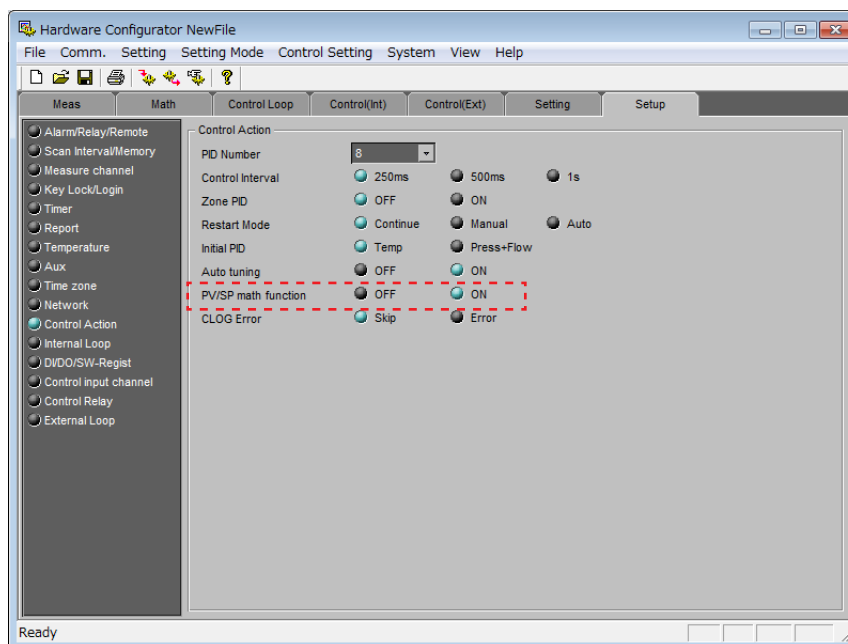 Hardware Configurator NewFile
File Comm. Setting Setting Mode Control Setting System View Help
Meas Math Control Loop Control(Int) Control(Ext) Setting Setup
Alarm/Relay/Remote
Scan Interval/Memory
Measure channel
Key Lock/Login
Timer
Report
Temperature
Aux
Time zone
Network
Control Action
Internal Loop
DI/DO/SW-Regist
Control input channel
Control Relay
External Loop
Control Action
PID Number 8
Control Interval 250ms 500ms 1s
Zone PID OFF ON
Restart Mode Continue Manual Auto
Initial PID Temp Press+Flow
Auto tuning OFF ON
PV/SP math function OFF ON
CLOG Error Skip Error
Ready